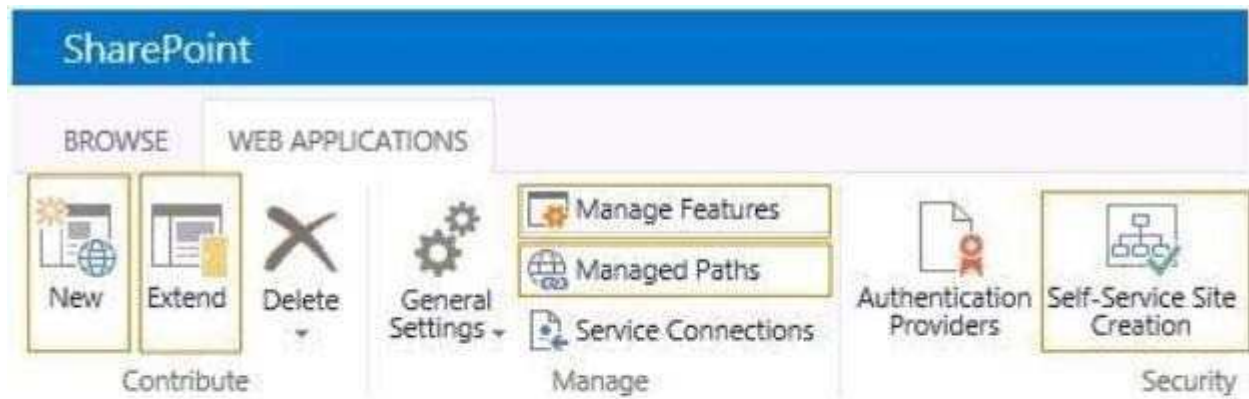 SharePoint
BROWSE
WEB APPLICATIONS
New
Extend
Delete
General
Settings
Manage Features
Managed Paths
Service Connections
Authentication
Providers
Self-Service Site
Creation
Contribute
Manage
Security